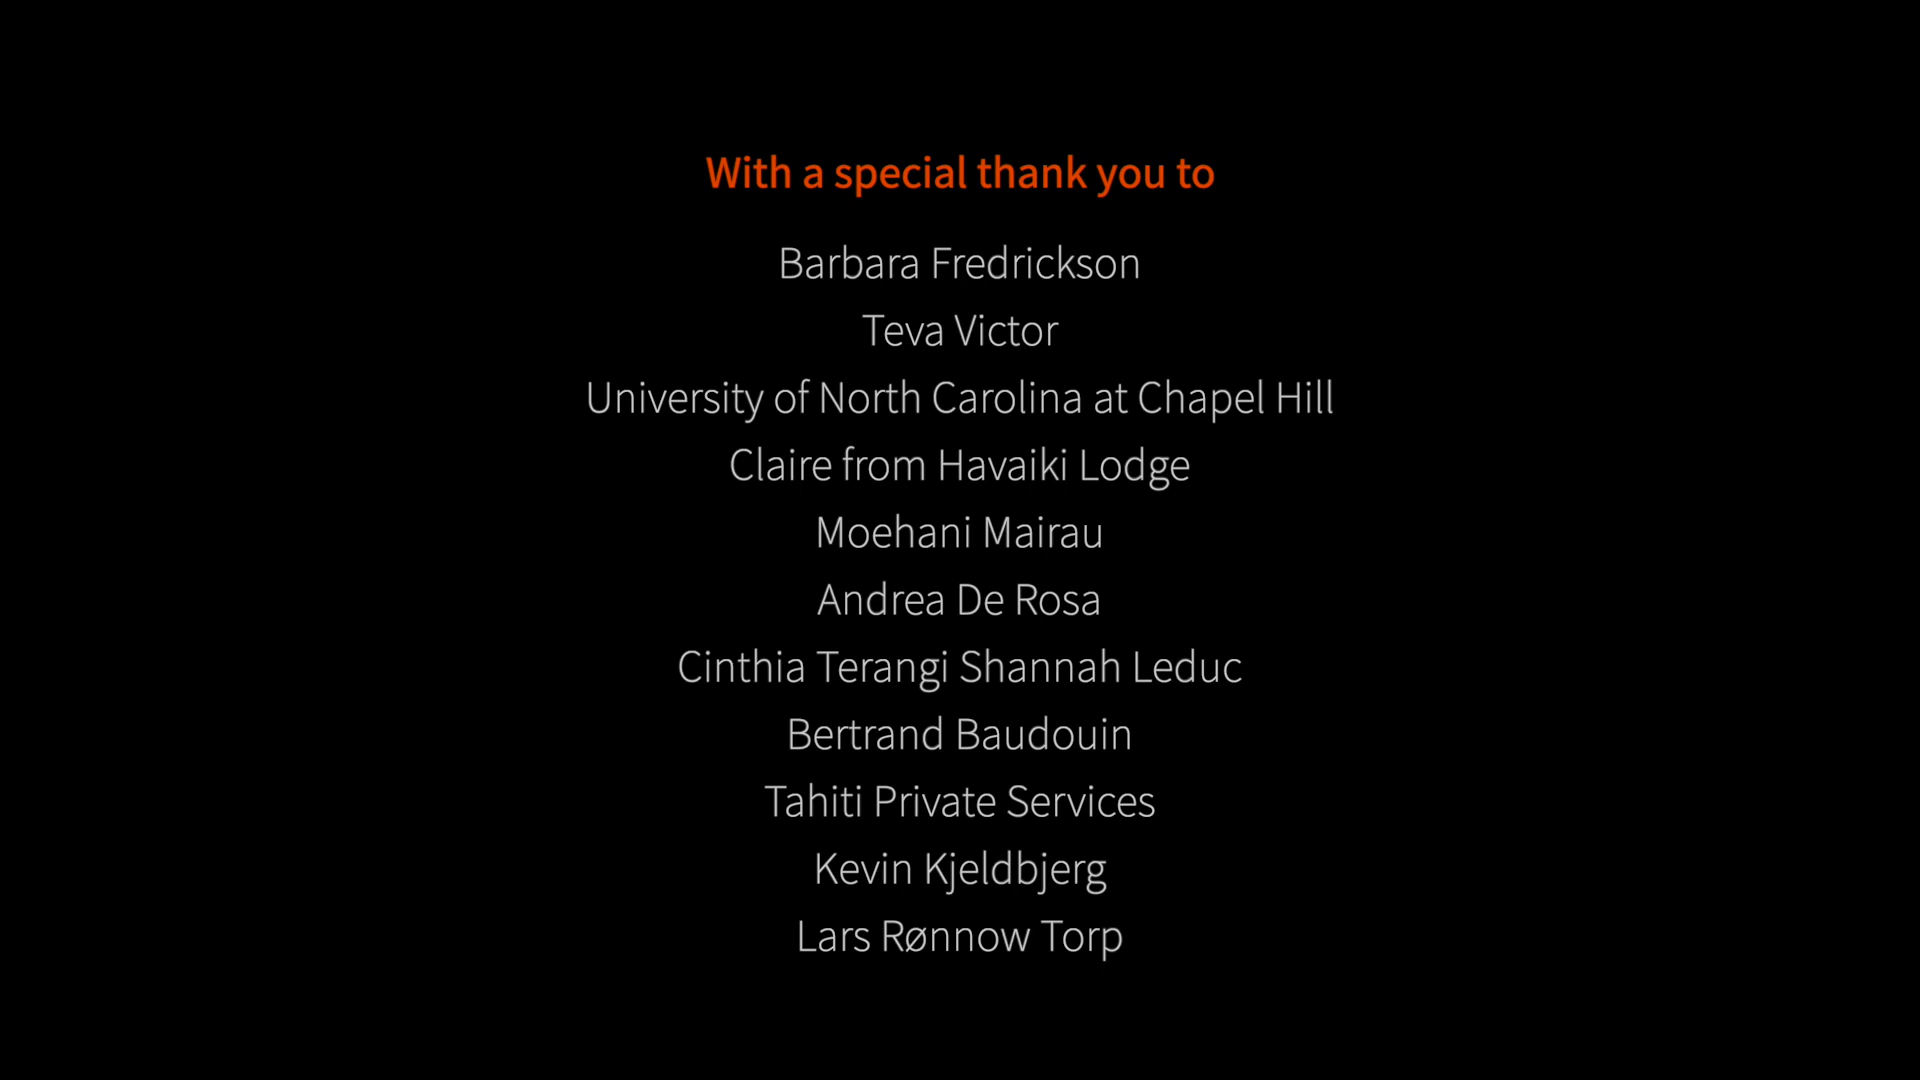 With a special thank you to
Barbara Fredrickson
Teva Victor
University of North Carolina at Chapel Hill
Claire from Havaiki Lodge
Moehani Mairau
Andrea De Rosa
Cinthia Terangi Shannah Leduc
Bertrand Baudouin
Tahiti Private Services
Kevin Kjeldbjerg
Lars Rønnow Torp